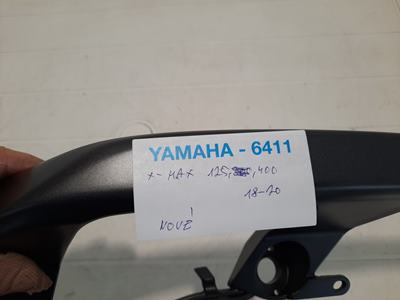 YAMAHA - 6411
X-MAX 125, , 400
18-20
NOVÉ